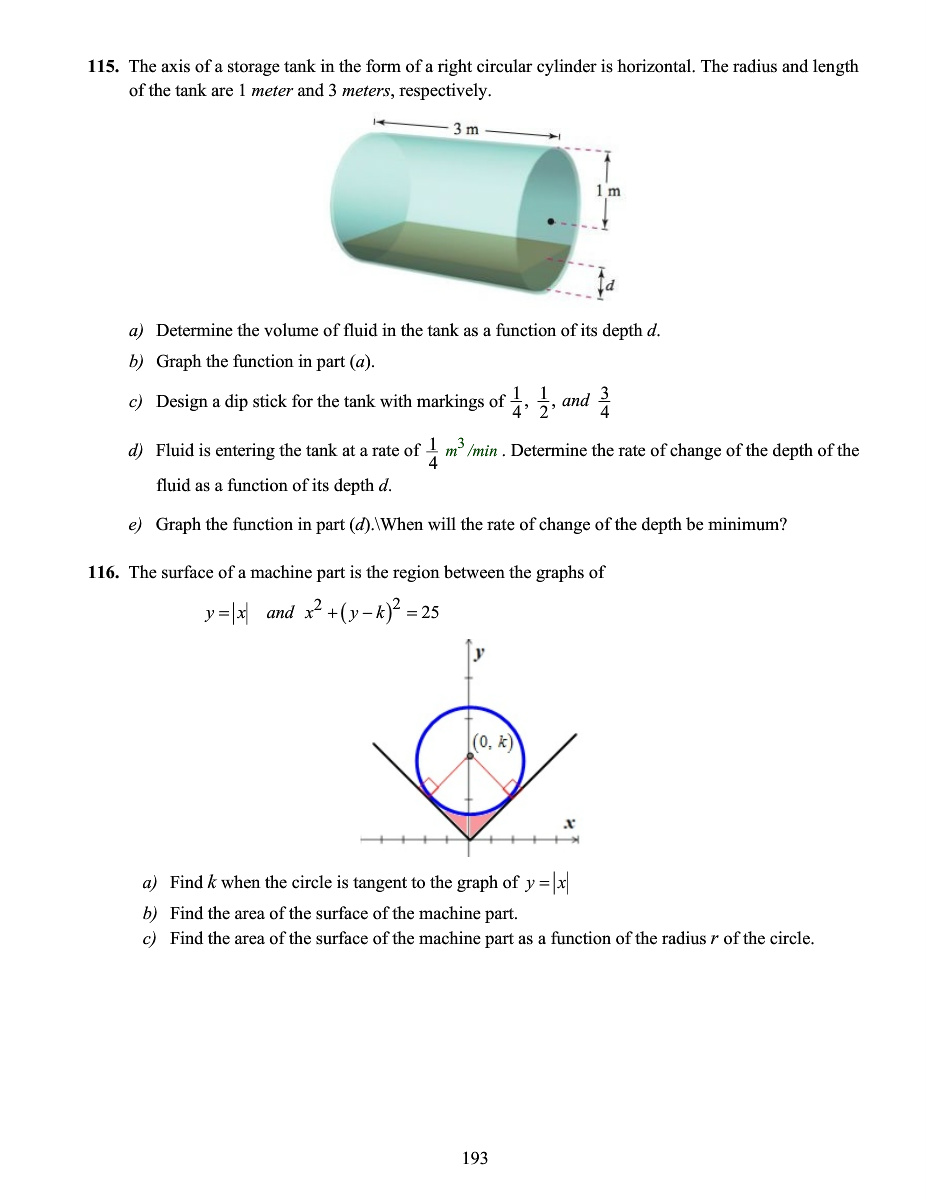 115. The axis of a storage tank in the form of a right circular cylinder is horizontal. The radius and length
of the tank are 1 meter and 3 meters, respectively.
3 m
1 m
d
a) Determine the volume of fluid in the tank as a function of its depth d.
b) Graph the function in part (a).
c) Design a dip stick for the tank with markings of 1/4, 1/2, and 3/4
d) Fluid is entering the tank at a rate of 1/4 m³/min . Determine the rate of change of the depth of the
fluid as a function of its depth d.
e) Graph the function in part (d).\When will the rate of change of the depth be minimum?
116. The surface of a machine part is the region between the graphs of
y = |x| and x² + (y − k)² = 25
y
(0, k)
x
a) Find k when the circle is tangent to the graph of y = |x|
b) Find the area of the surface of the machine part.
c) Find the area of the surface of the machine part as a function of the radius r of the circle.
193